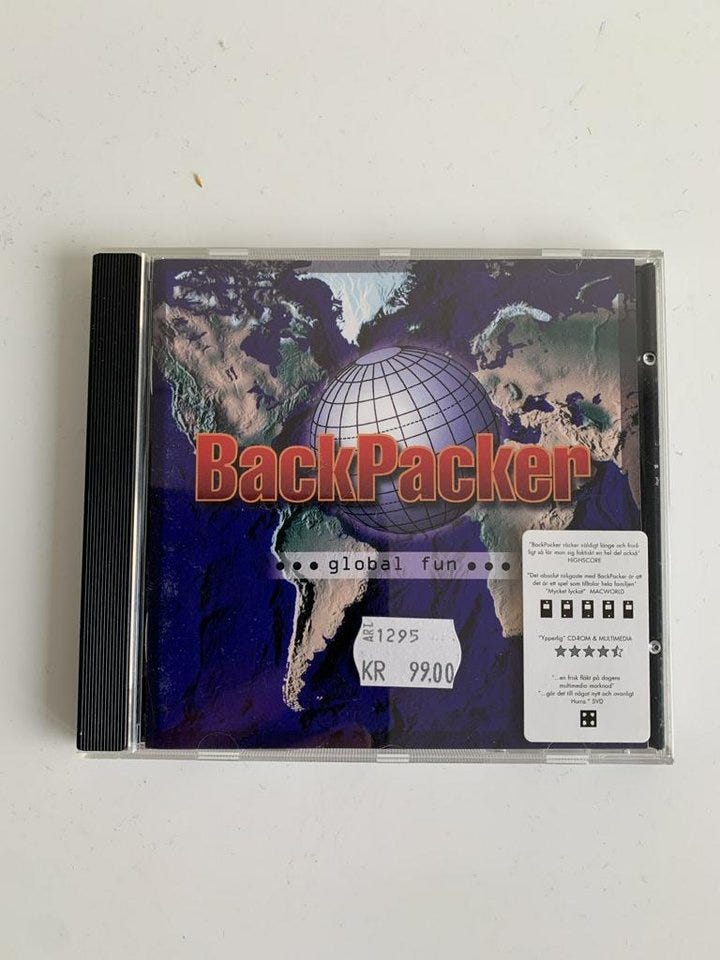 BackPacker
••• global fun •••
ART 1295
KR 99.00
"BackPacker räcker väldigt länge och frivil-
ligt så lär man sig faktiskt en hel del också"
HIGHSCORE
"Det absolut roligaste med BackPacker är att
det är ett spel som tilltalar hela familjen"
"Mycket lyckat" MACWORLD
"Ypperlig" CD-ROM & MULTIMEDIA
"...en frisk fläkt på dagens
multimedia marknad"
"...gör det till något nytt och ovanligt
Hurra." SVD